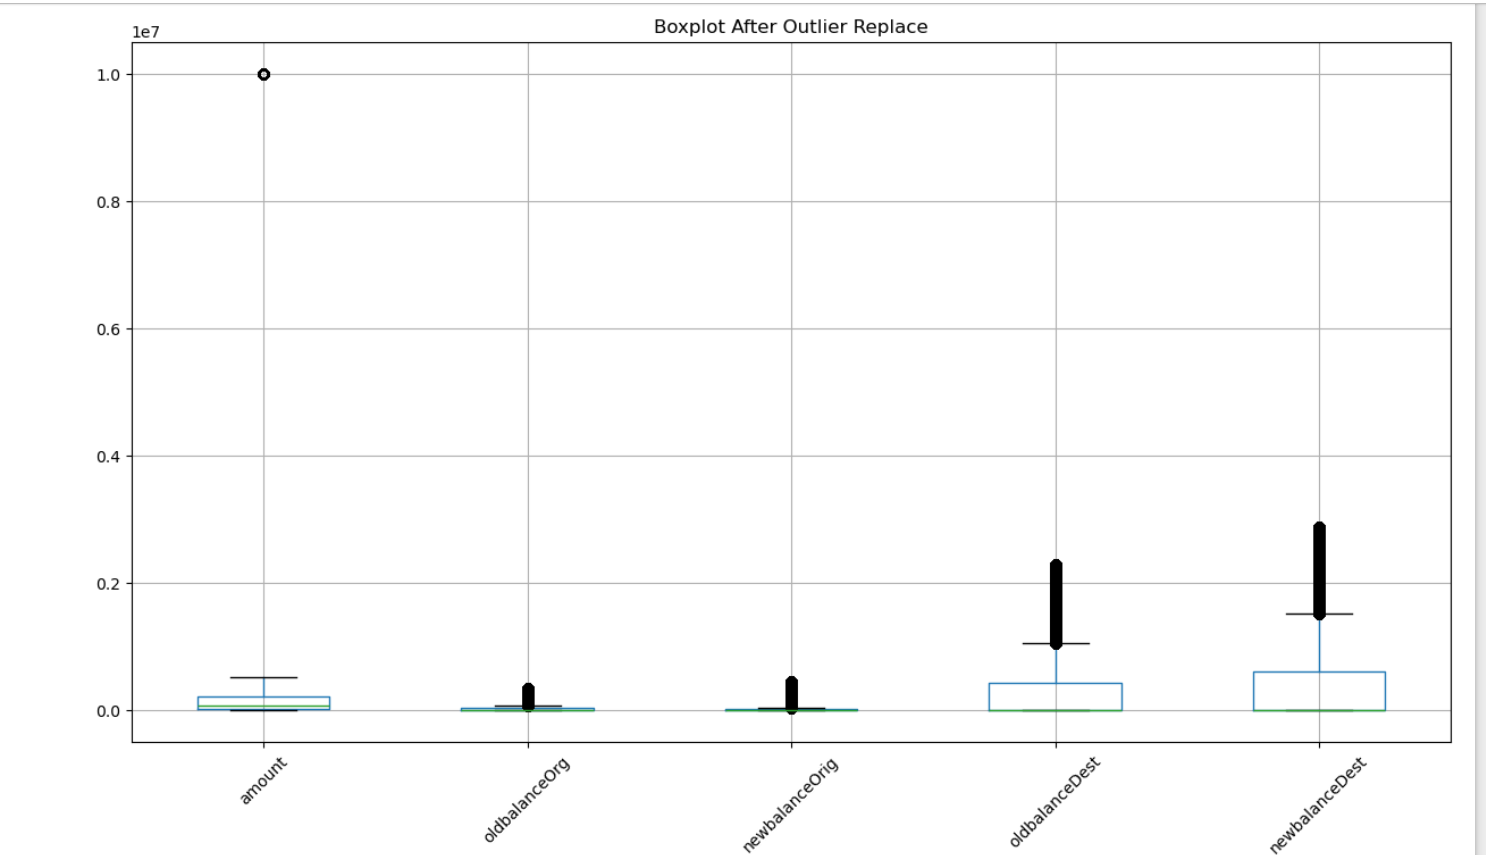 Boxplot After Outlier Replace
1e7
1.0
0.8
0.6
0.4
0.2
0.0
amount
oldbalanceOrg
newbalanceOrig
oldbalanceDest
newbalanceDest